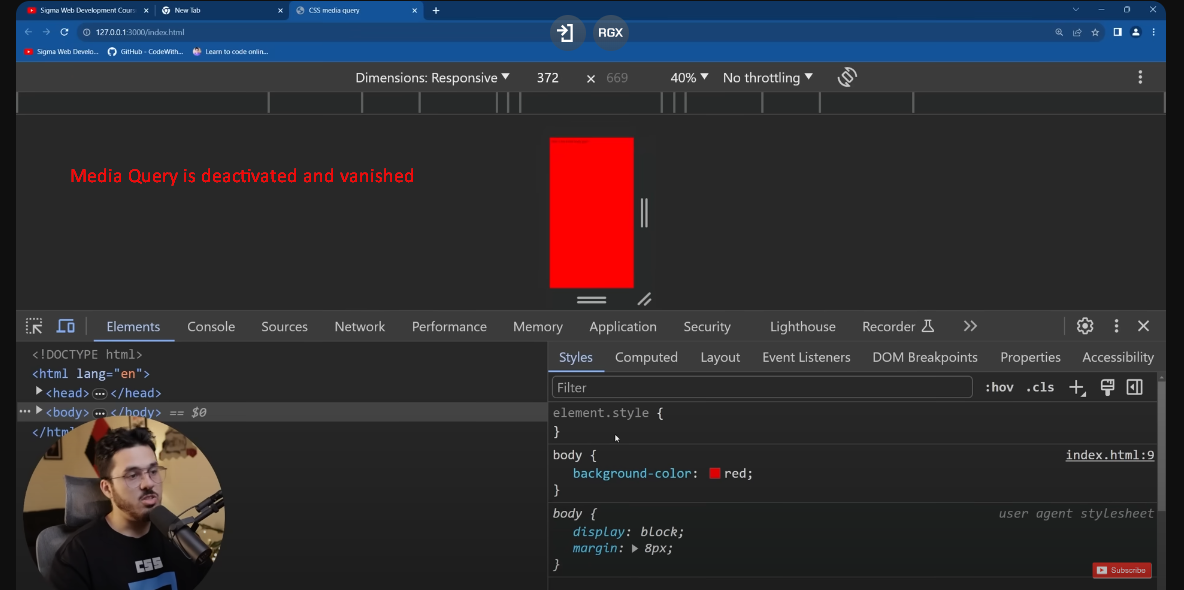 Sigma Web Development Cours
New Tab
CSS media query
127.0.0.1:3000/index.html
RGX
Sigma Web Develo...
GitHub - CodeWith...
Learn to code onlin...
Dimensions: Responsive
372
×
669
40%
No throttling
Media Query is deactivated and vanished
Elements
Console
Sources
Network
Performance
Memory
Application
Security
Lighthouse
Recorder
<!DOCTYPE html>
<html lang="en">
<head> ••• </head>
••• <body> ••• </body> == $0
</html
Styles
Computed
Layout
Event Listeners
DOM Breakpoints
Properties
Accessibility
Filter
:hov
.cls
element.style {
}
body {
index.html:9
background-color: red;
}
body {
user agent stylesheet
display: block;
margin: 8px;
}
CSS
Subscribe